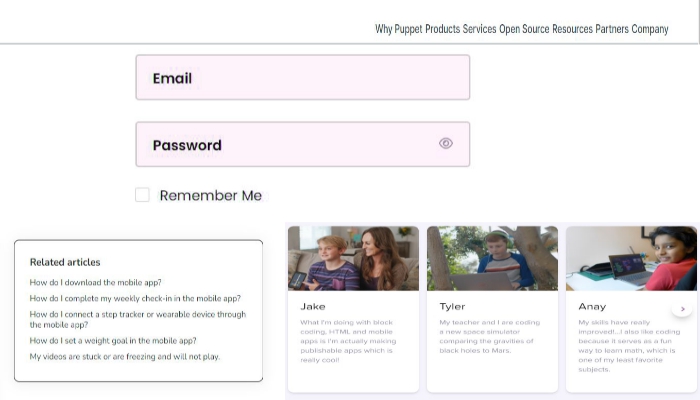 Why Puppet Products Services Open Source Resources Partners Company
Email
Password
Remember Me
Related articles
How do I download the mobile app?
How do I complete my weekly check-in in the mobile app?
How do I connect a step tracker or wearable device through
the mobile app?
How do I set a weight goal in the mobile app?
My videos are stuck or are freezing and will not play.
Jake
What I'm doing with block
coding, HTML and mobile
apps is I'm actually making
publishable apps which is
really cool!
Tyler
My teacher and I are coding
a new space simulator
comparing the gravities of
black holes to Mars.
Anay
My skills have really
improved!...I also like coding
because it serves as a fun
way to learn math, which is
one of my least favorite
subjects.